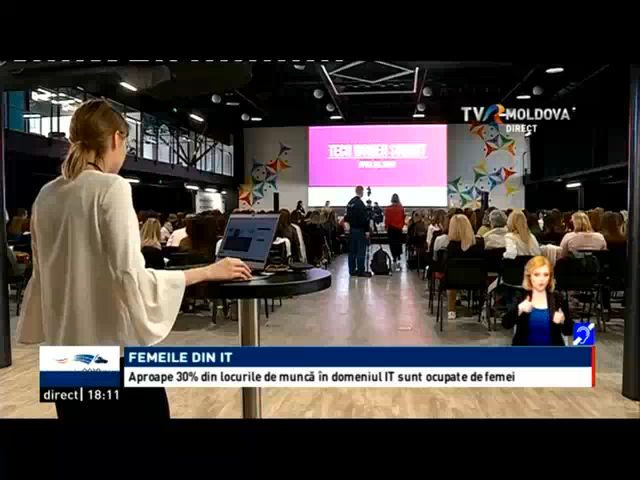 TVR MOLDOVA
DIRECT
TECH WOMEN SUMMIT
FEMEILE DIN IT
Aproape 30% din locurile de muncă în domeniul IT sunt ocupate de femei
direct 18:11